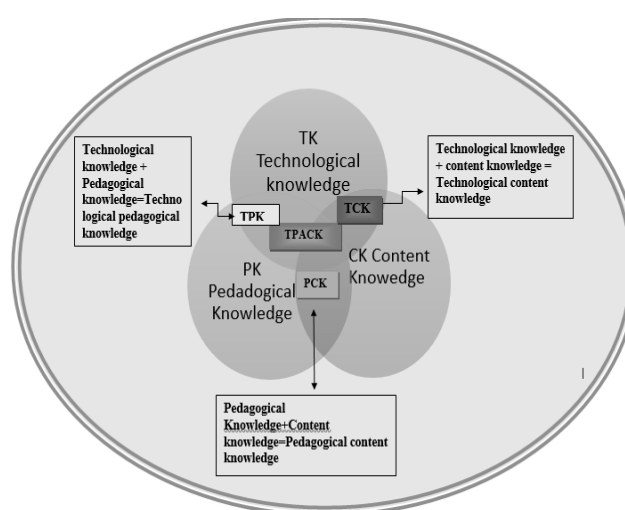 TK
Technological
knowledge
Technological
knowledge +
Pedagogical
knowledge=Techno
logical pedagogical
knowledge
Technological knowledge
+ content knowledge =
Technological content
knowledge
TPK
TCK
TPACK
CK Content
Knowedge
PK
Pedadogical
Knowledge
PCK
Pedagogical
Knowledge+Content
knowledge=Pedagogical content
knowledge